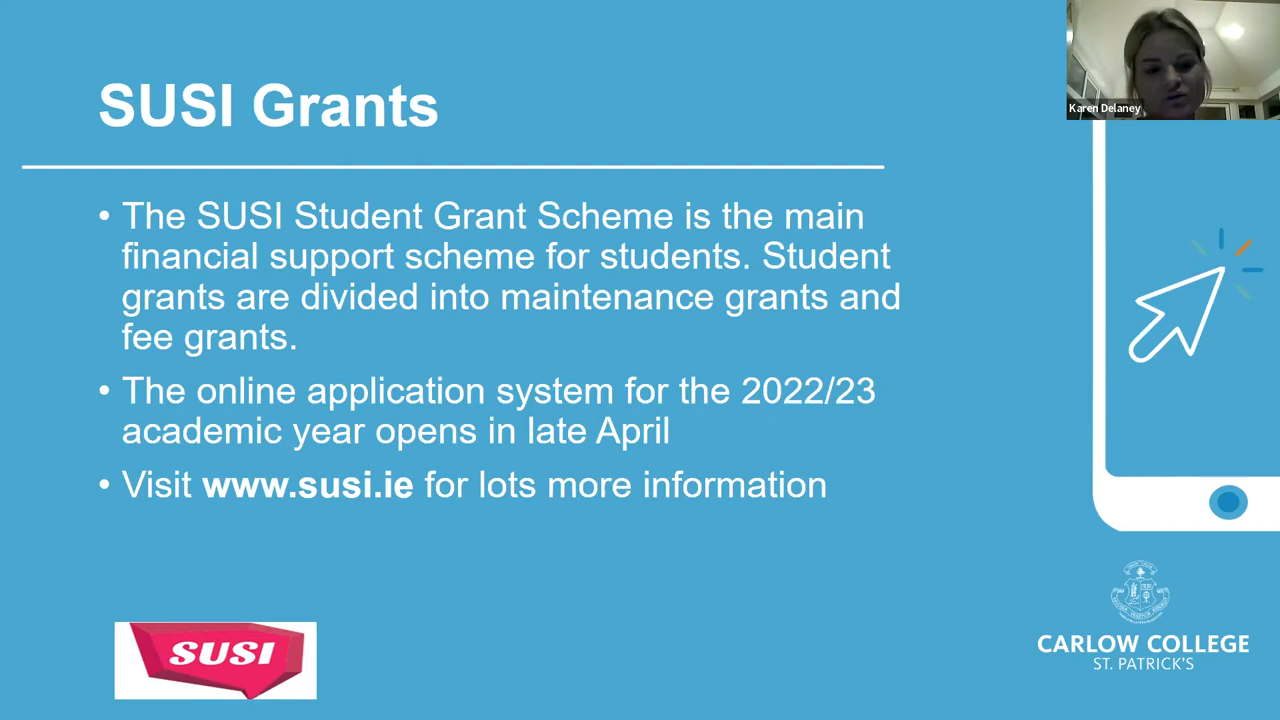 SUSI Grants
Karen Delaney
• The SUSI Student Grant Scheme is the main
financial support scheme for students. Student
grants are divided into maintenance grants and
fee grants.
• The online application system for the 2022/23
academic year opens in late April
• Visit www.susi.ie for lots more information
SUSI
CARLOW COLLEGE
ST. PATRICK'S